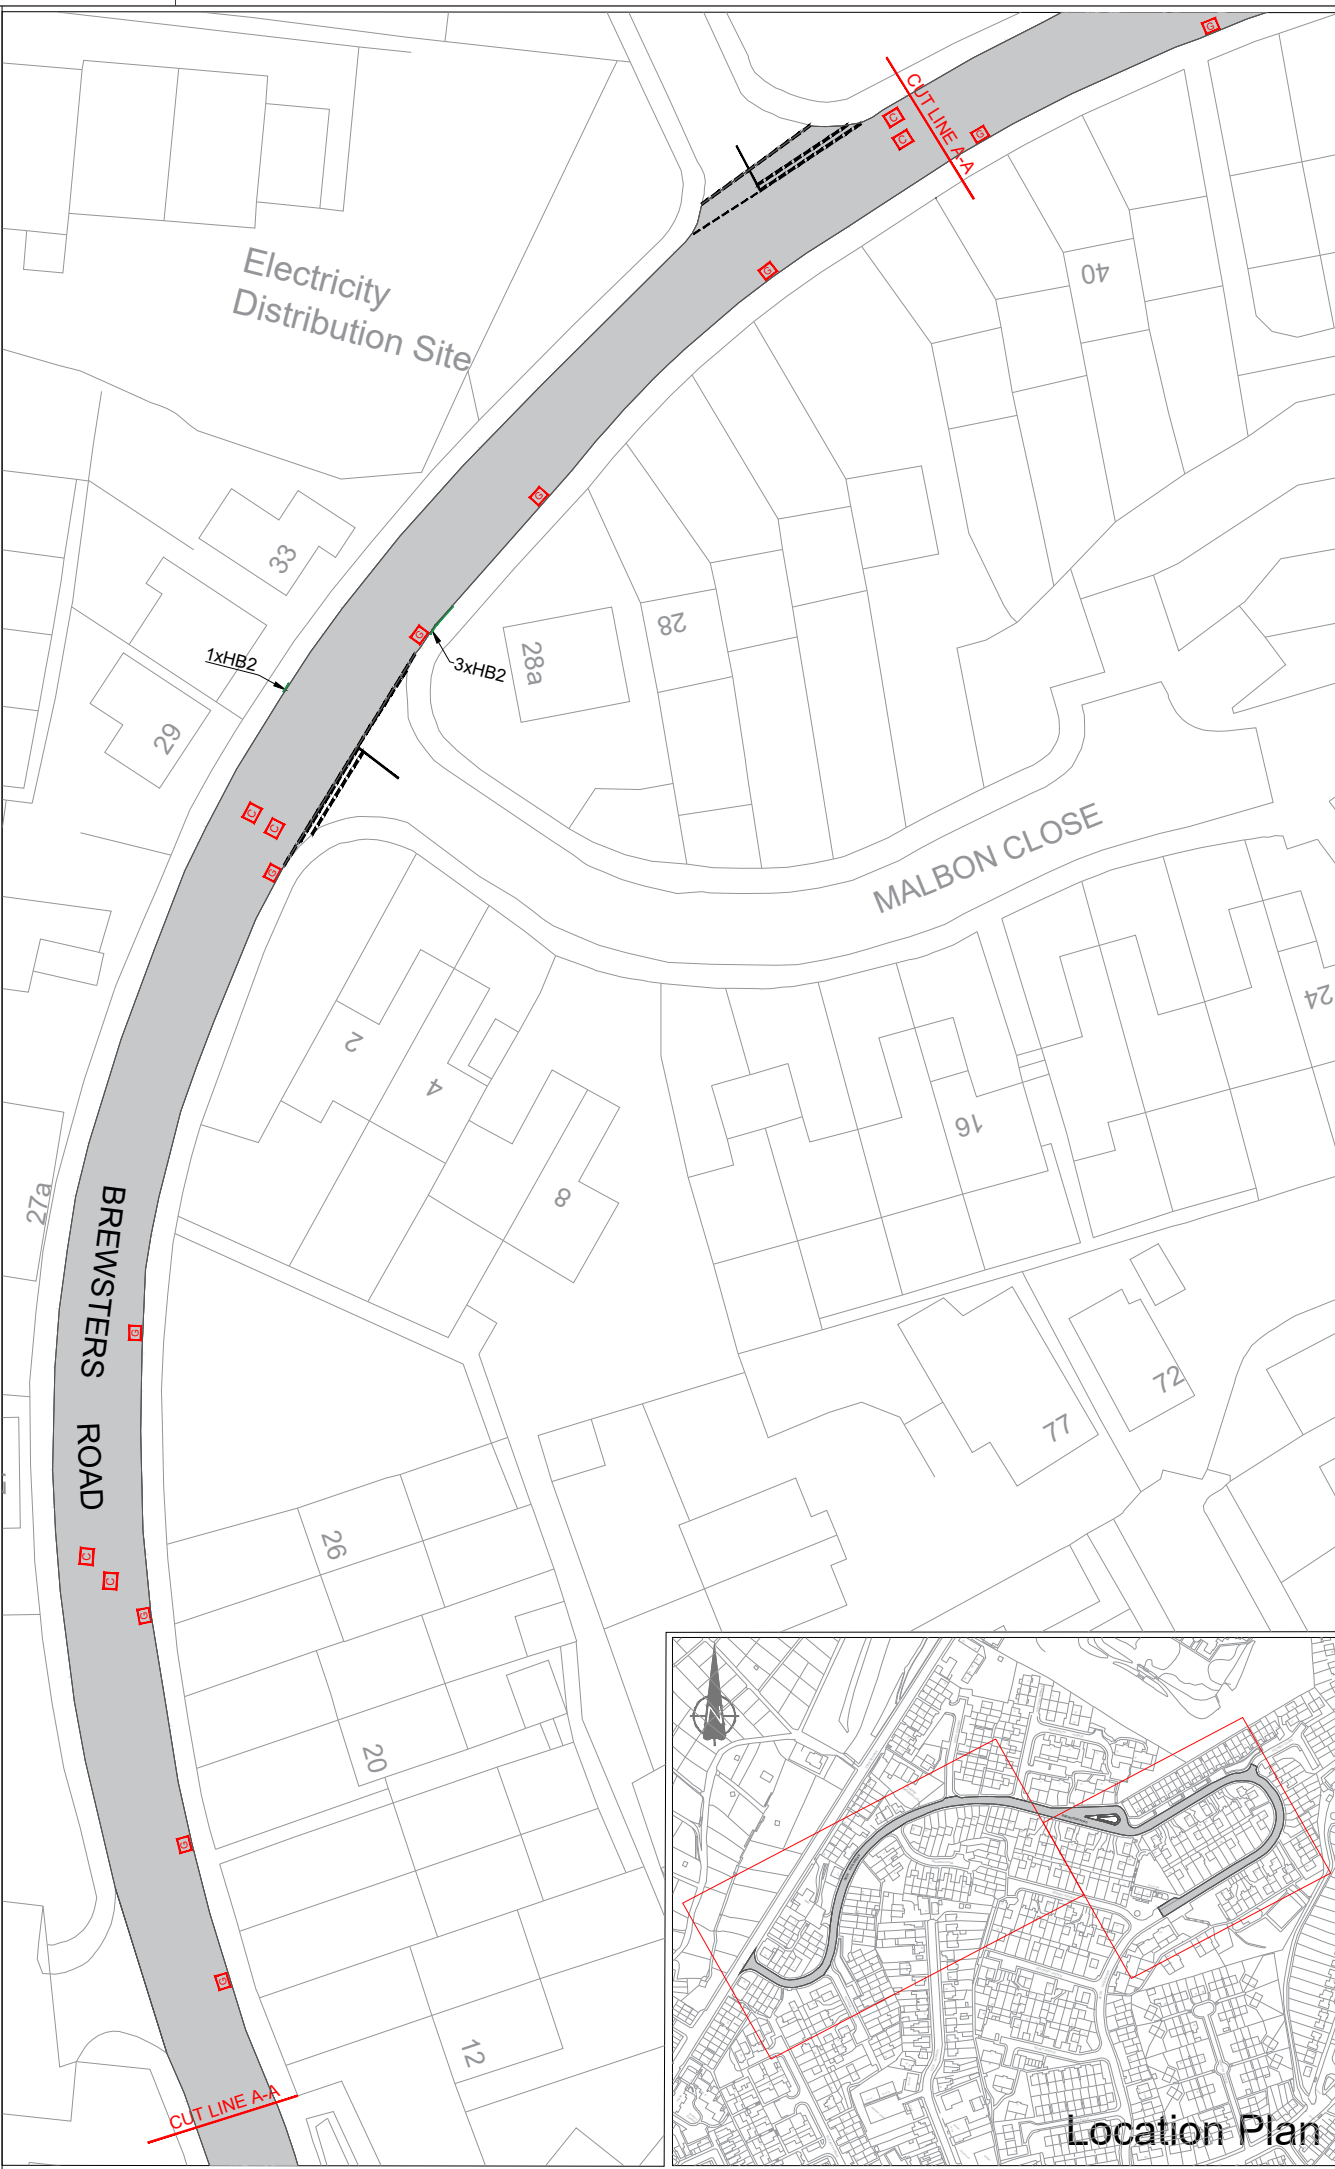 CUT LINE A-A
G
C
C
G
G
Electricity
Distribution Site
40
G
33
28
28a
G
1xHB2
3xHB2
29
C
C
G
MALBON CLOSE
2
4
16
24
8
27a
BREWSTERS ROAD
G
72
77
26
C
C
G
20
G
G
12
CUT LINE A-A
N
Location Plan